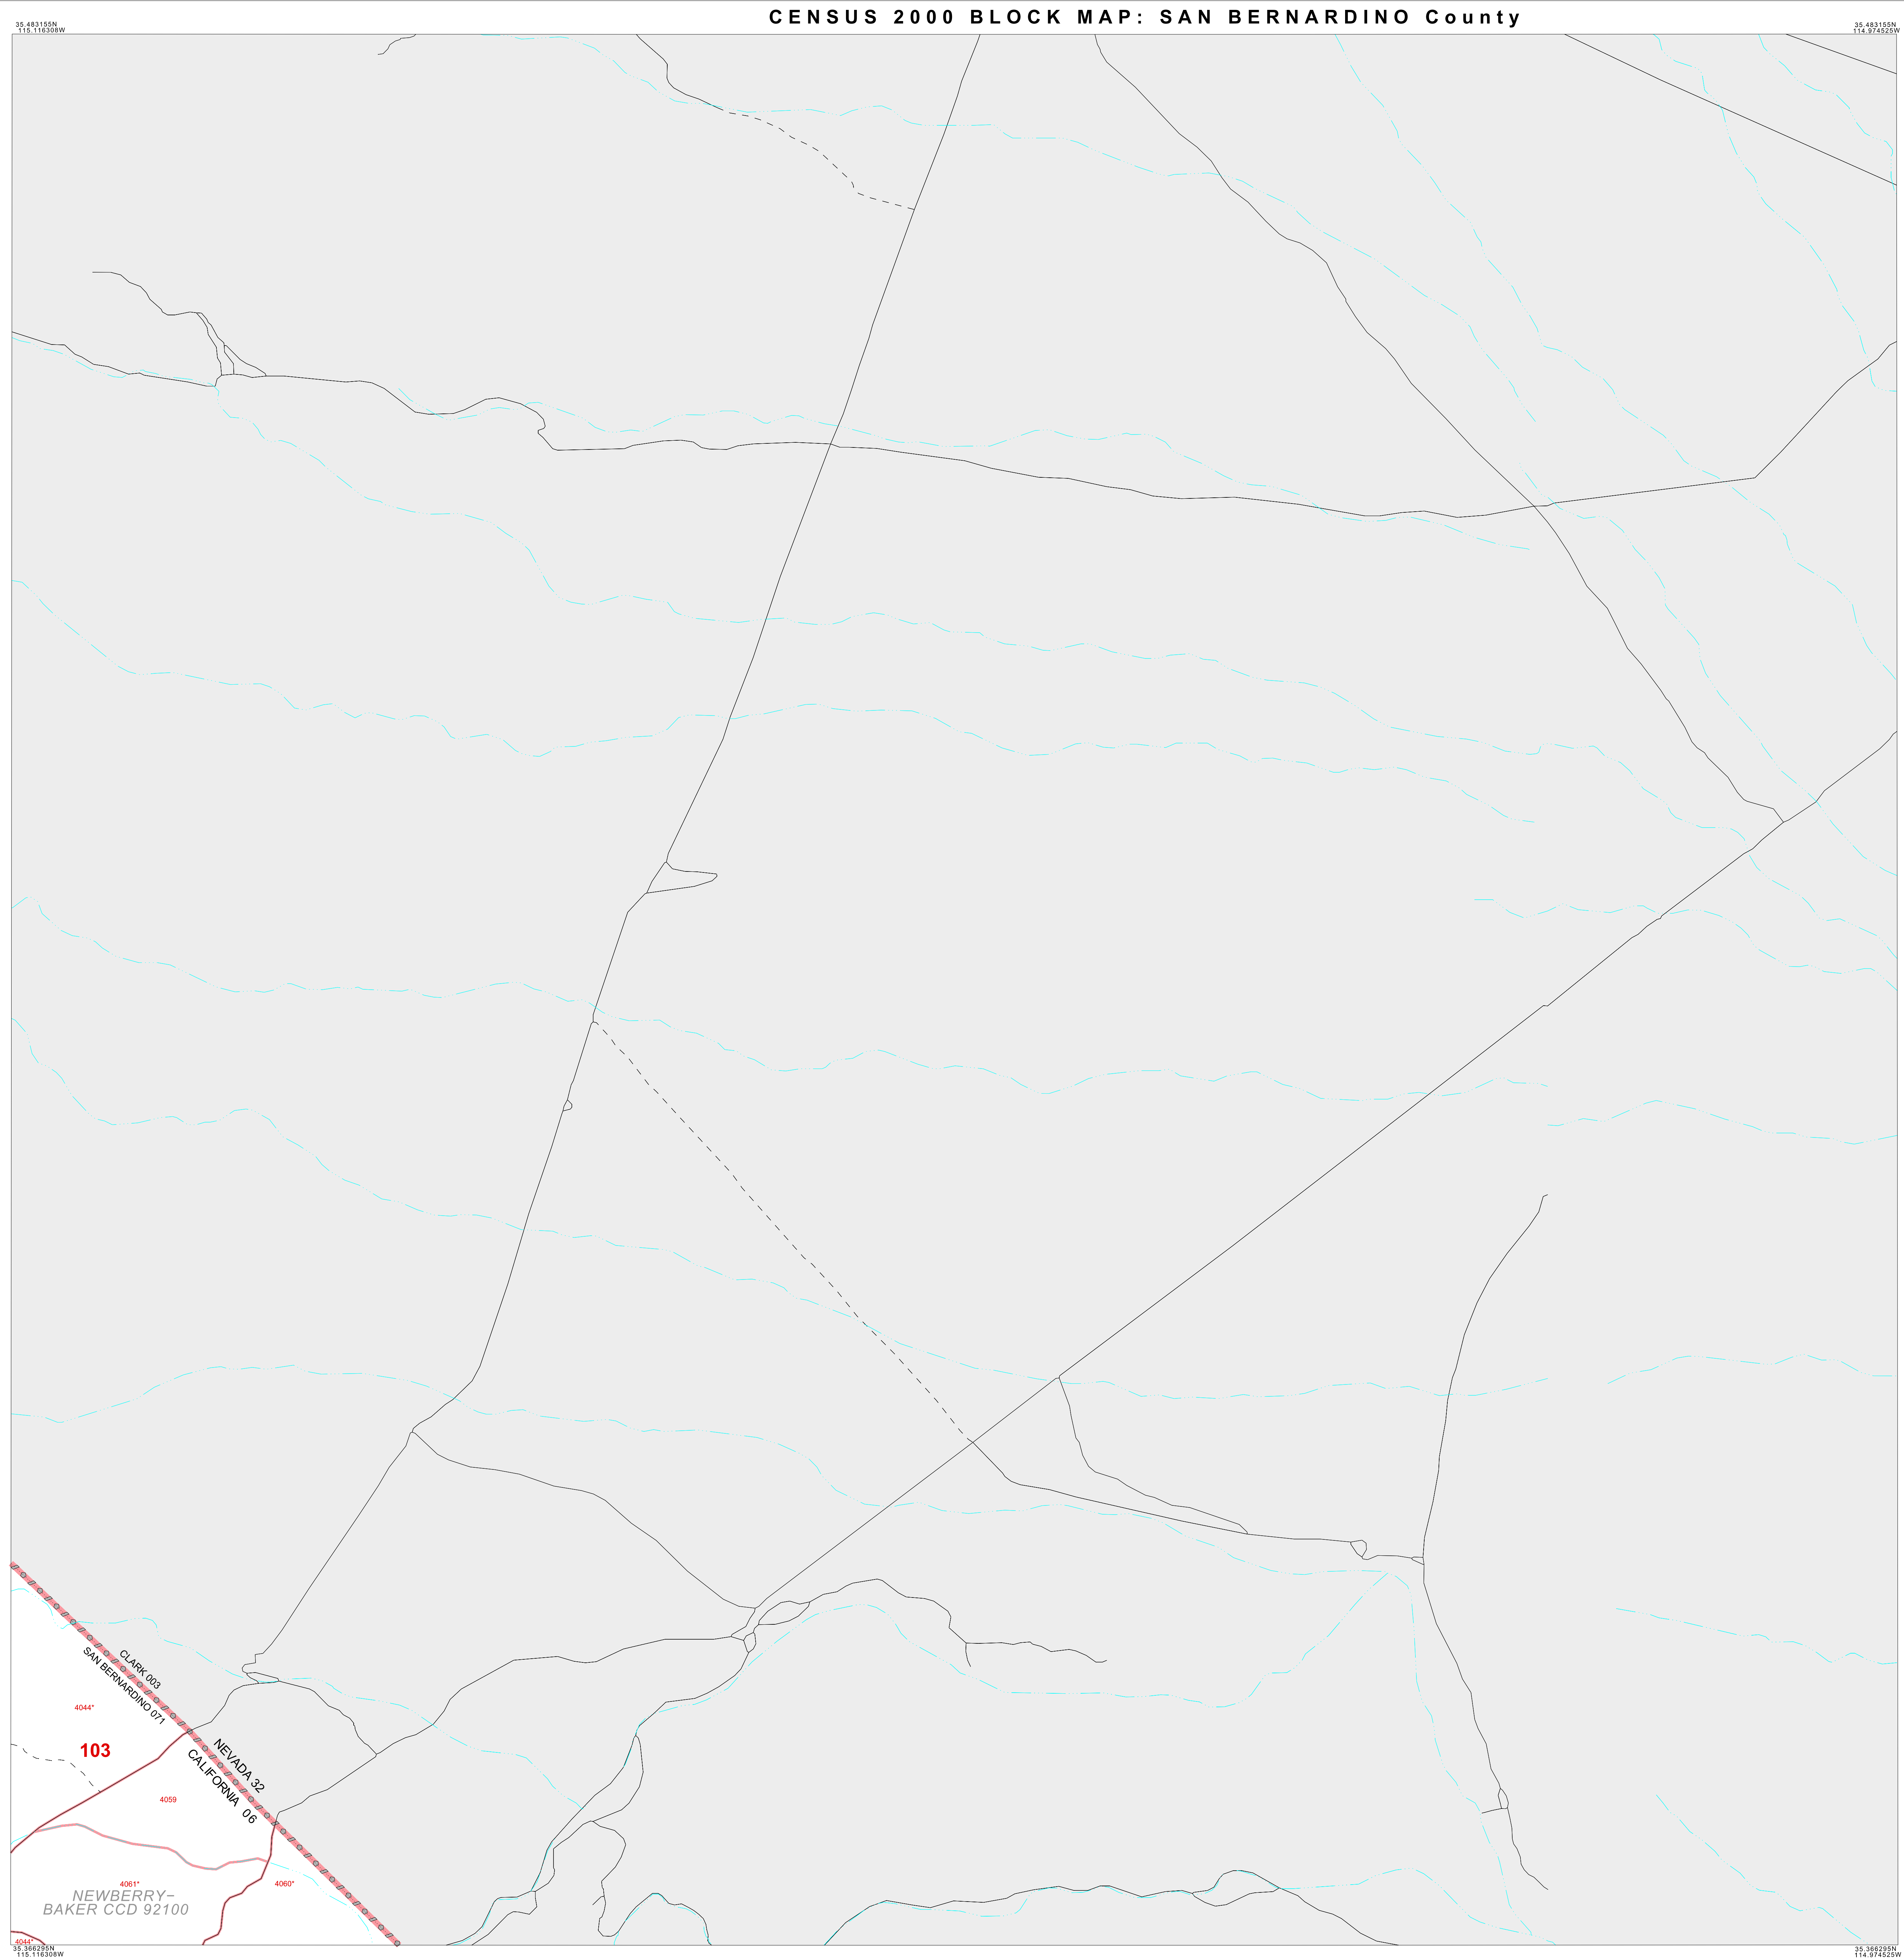 CENSUS 2000 BLOCK MAP: SAN BERNARDINO County
35.483155N
115.116308W
35.483155N
114.974525W
CLARK 003
SAN BERNARDINO 071
4044*
103
NEVADA 32
CALIFORNIA 06
4059
4061*
4060*
NEWBERRY-
BAKER CCD 92100
4044*
35.366295N
115.116308W
35.366295N
114.974525W